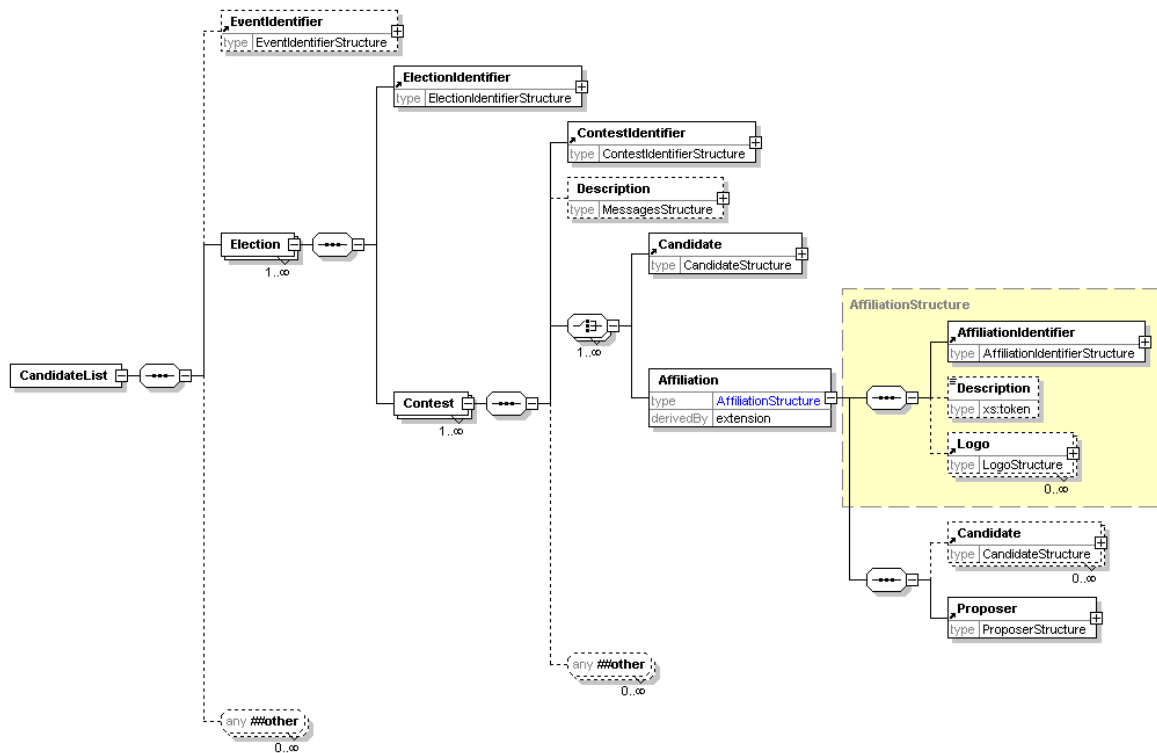 EventIdentifier
type EventIdentifierStructure
ElectionIdentifier
type ElectionIdentifierStructure
ContestIdentifier
type ContestIdentifierStructure
Description
type MessagesStructure
Election
1..∞
Candidate
type CandidateStructure
AffiliationStructure
AffiliationIdentifier
type AffiliationIdentifierStructure
1..∞
CandidateList
Affiliation
type AffiliationStructure
derivedBy extension
Description
type xs:token
Contest
1..∞
Logo
type LogoStructure
0..∞
Candidate
type CandidateStructure
0..∞
Proposer
type ProposerStructure
any ##other
0..∞
any ##other
0..∞